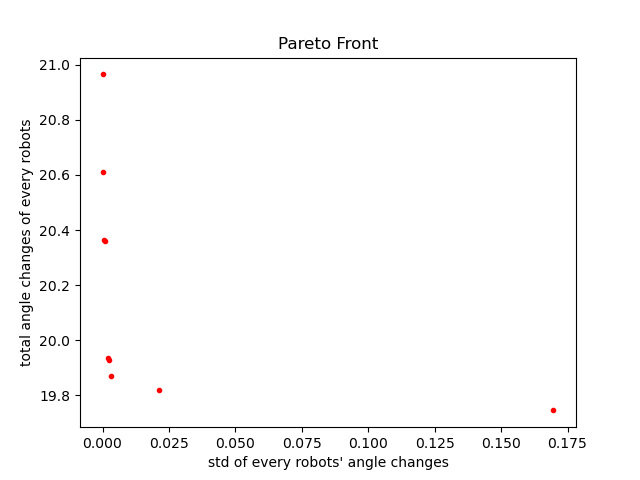 Pareto Front
21.0
20.8
20.6
20.4
20.2
20.0
19.8
total angle changes of every robots
0.000 0.025 0.050 0.075 0.100 0.125 0.150 0.175
std of every robots' angle changes